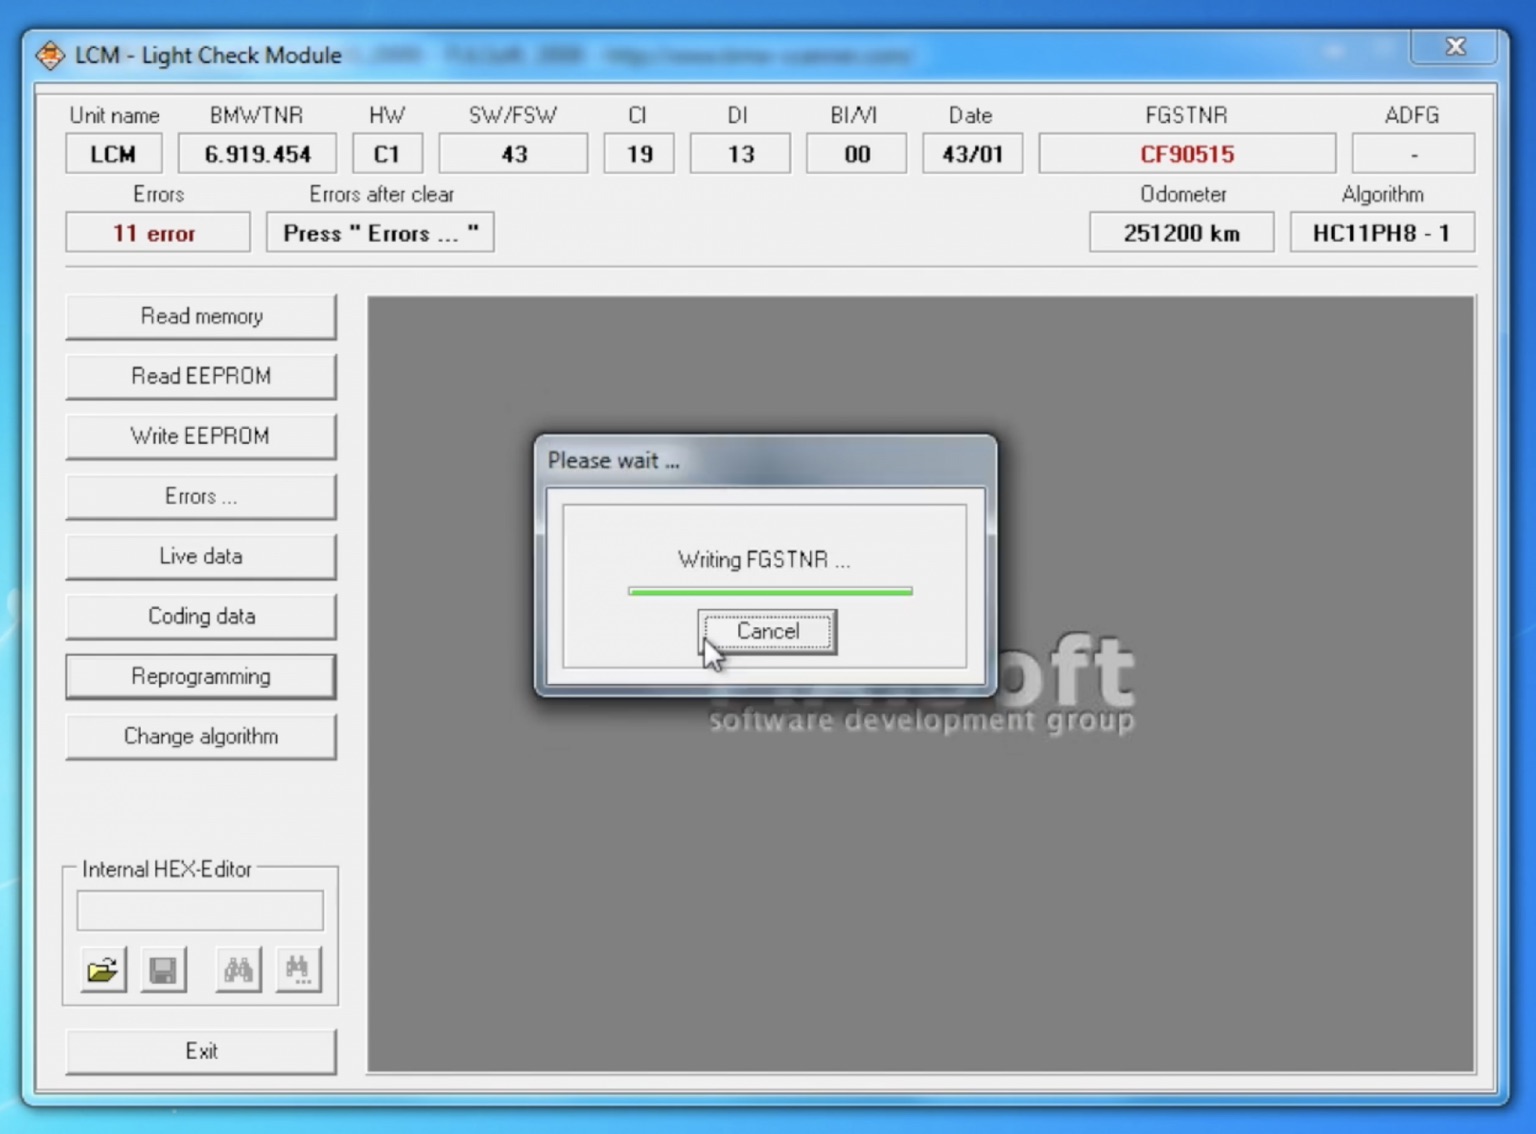 LCM - Light Check Module
Unit name BMWTNR HW SW/FSW CI DI BI/VI Date FGSTNR ADFG
LCM 6.919.454 C1 43 19 13 00 43/01 CF90515 -
Errors Errors after clear Odometer Algorithm
11 error Press " Errors ... " 251200 km HC11PH8 - 1
Read memory
Read EEPROM
Write EEPROM
Errors ...
Live data
Coding data
Reprogramming
Change algorithm
Please wait ...
Writing FGSTNR ...
Cancel
software development group
Internal HEX-Editor
Exit